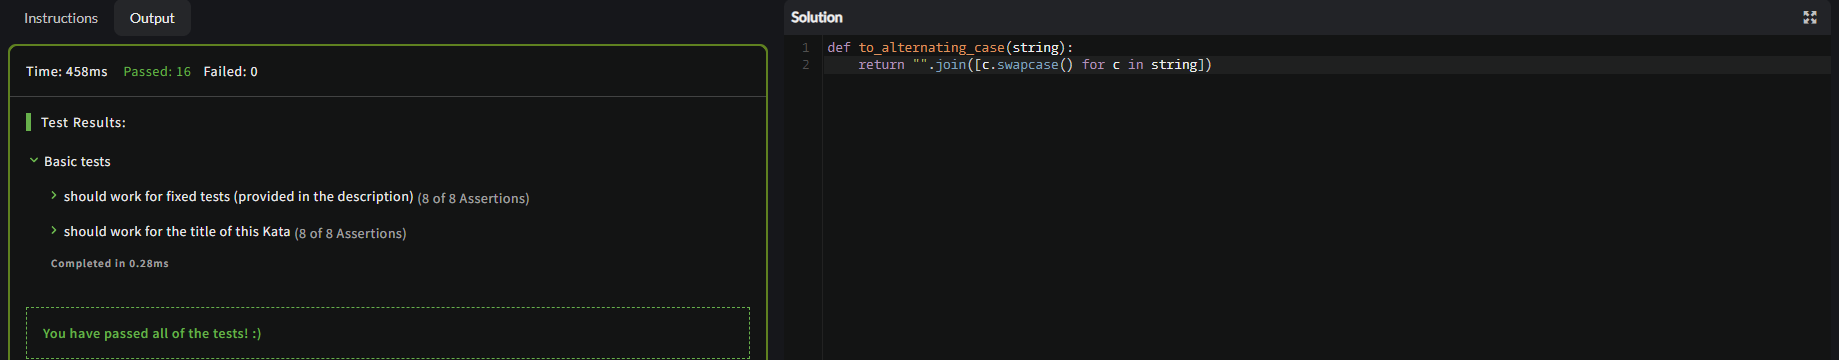 Instructions
Output
Time: 458ms Passed: 16 Failed: 0
Test Results:
Basic tests
should work for fixed tests (provided in the description) (8 of 8 Assertions)
should work for the title of this Kata (8 of 8 Assertions)
Completed in 0.28ms
You have passed all of the tests! :)
Solution
1 def to_alternating_case(string):
2     return "".join([c.swapcase() for c in string])